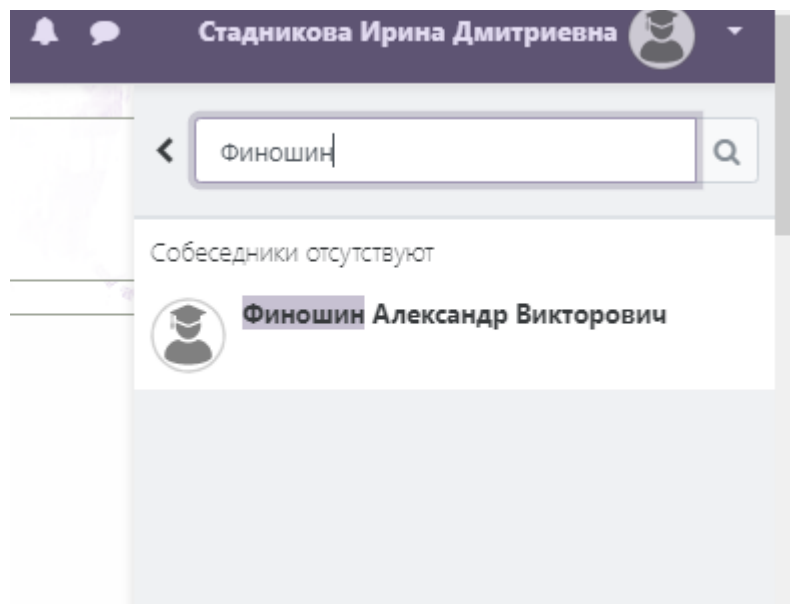 Стадникова Ирина Дмитриевна
Финошин
Собеседники отсутствуют
Финошин Александр Викторович